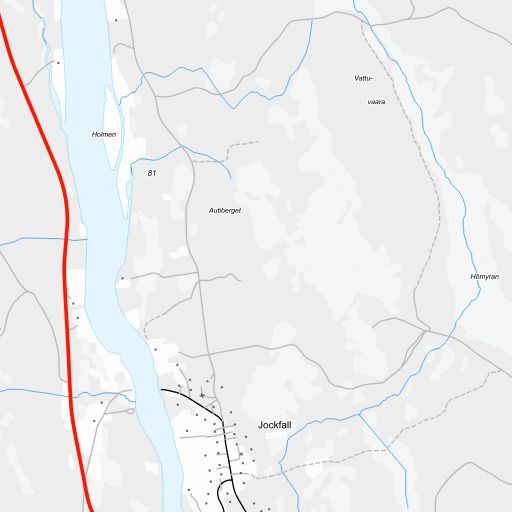 Vattu-
vaara
Holmen
81
Autiberget
Hömyran
Jockfall